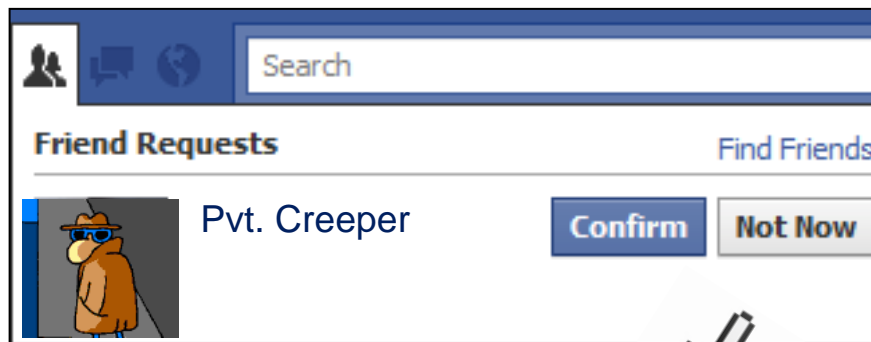 Search
Friend Requests Find Friends
Pvt. Creeper Confirm Not Now